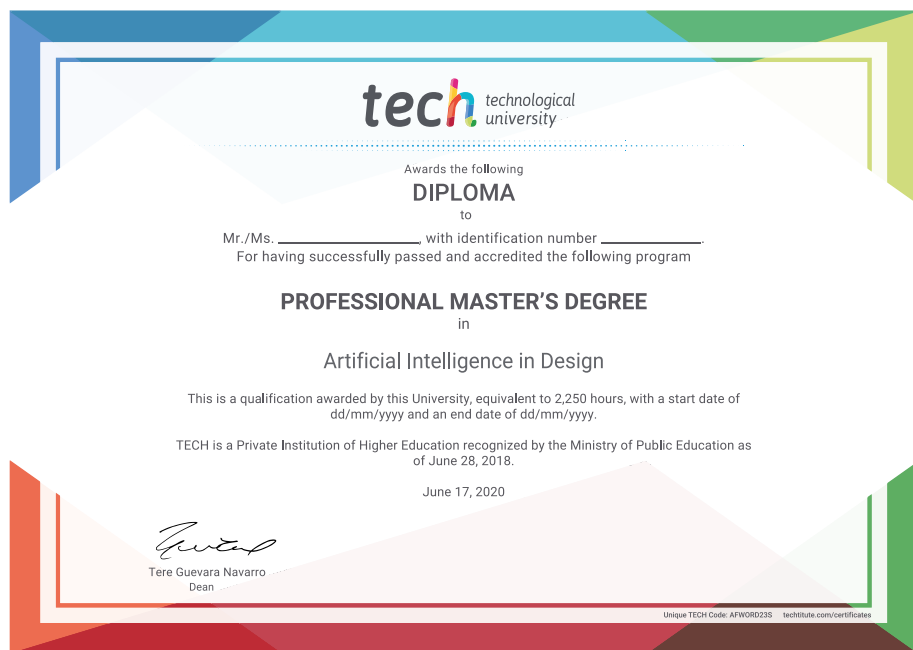 tech technological
university
Awards the following
DIPLOMA
to
Mr./Ms. ________________, with identification number ____________.
For having successfully passed and accredited the following program
PROFESSIONAL MASTER'S DEGREE
in
Artificial Intelligence in Design
This is a qualification awarded by this University, equivalent to 2,250 hours, with a start date of
dd/mm/yyyy and an end date of dd/mm/yyyy.
TECH is a Private Institution of Higher Education recognized by the Ministry of Public Education as
of June 28, 2018.
June 17, 2020
Tere Guevara Navarro
Dean
Unique TECH Code: AFWORD23S techtitute.com/certificates